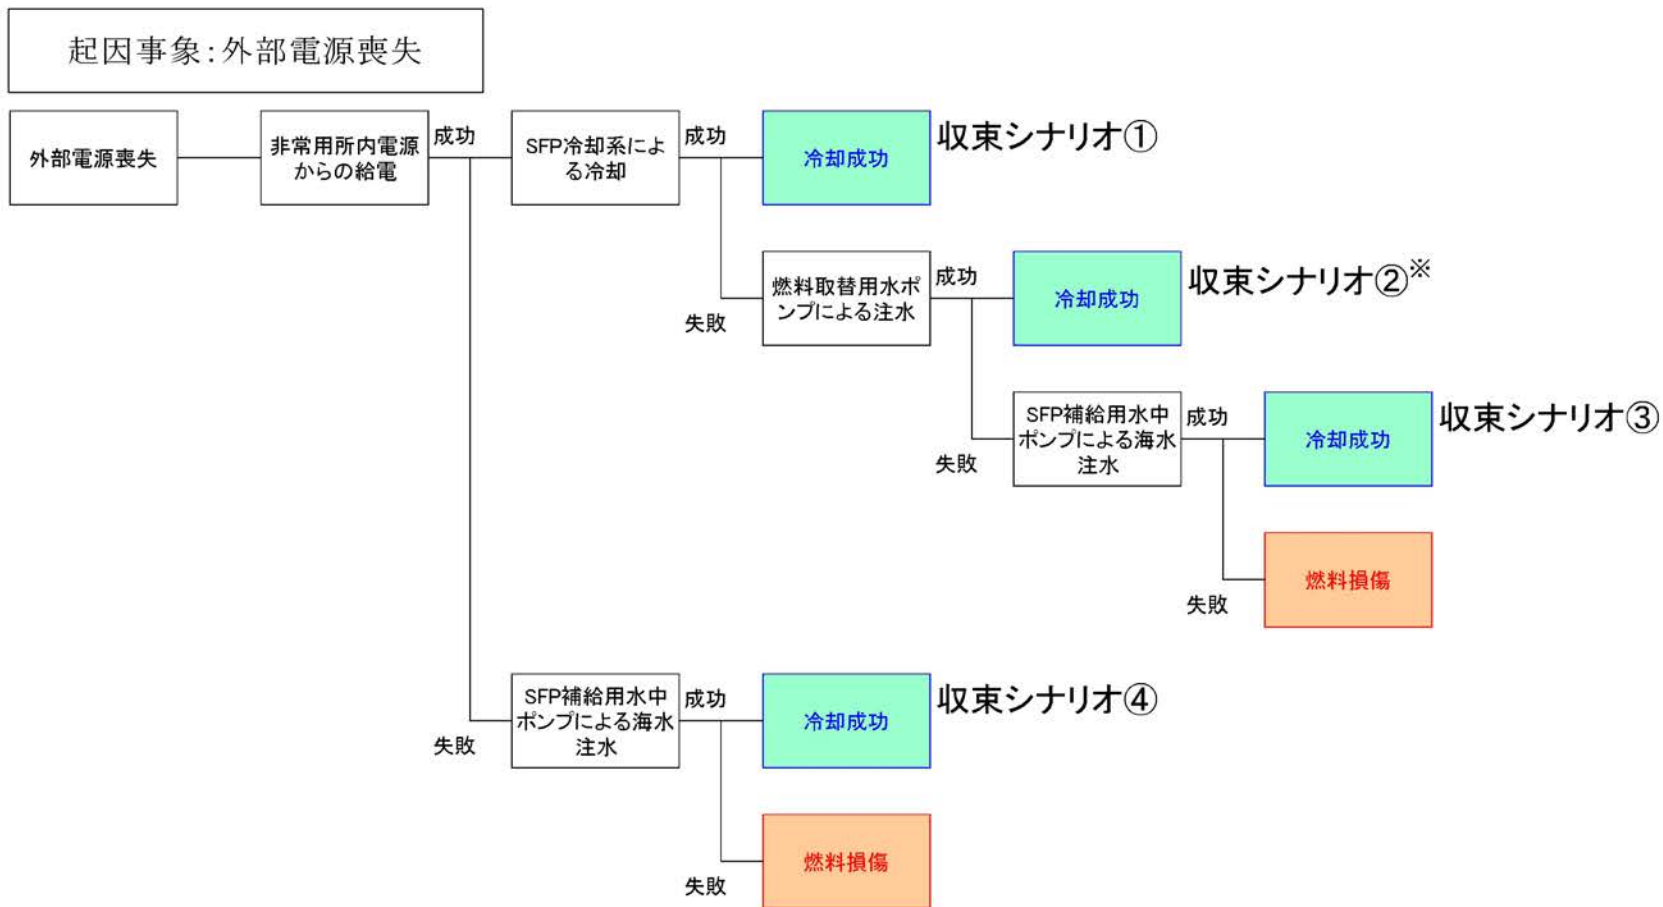 起因事象:外部電源喪失
外部電源喪失
非常用所内電源
からの給電
成功
SFP冷却系によ
る冷却
成功
冷却成功
収束シナリオ①
失敗
燃料取替用水ポ
ンプによる注水
成功
冷却成功
収束シナリオ②※
失敗
SFP補給用水中
ポンプによる海水
注水
成功
冷却成功
収束シナリオ③
失敗
燃料損傷
失敗
SFP補給用水中
ポンプによる海水
注水
成功
冷却成功
収束シナリオ④
失敗
燃料損傷